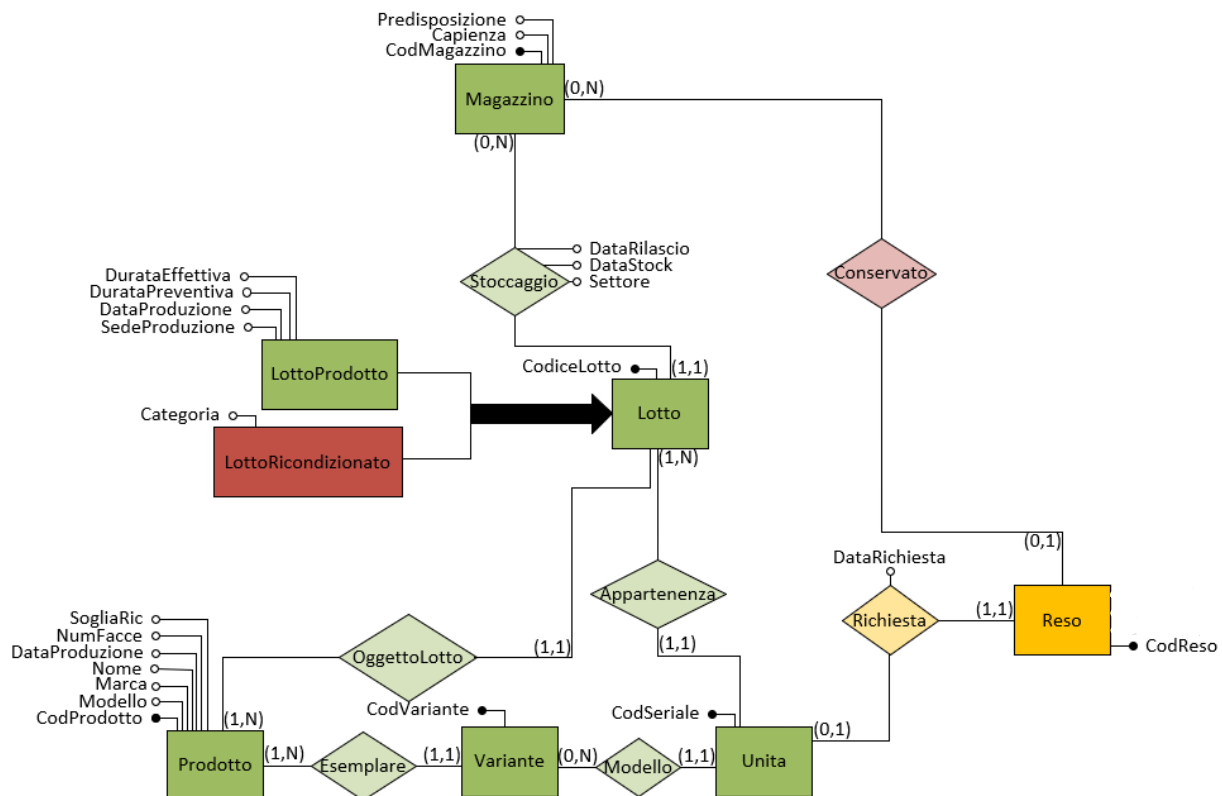 Predisposizione
Capienza
CodMagazzino
Magazzino
(0,N)
(0,N)
DataRilascio
DataStock
Settore
Stoccaggio
Conservato
DurataEffettiva
DurataPreventiva
DataProduzione
SedeProduzione
LottoProdotto
CodiceLotto
(1,1)
Categoria
Lotto
LottoRicondizionato
(1,N)
(0,1)
DataRichiesta
Appartenenza
Richiesta
(1,1)
Reso
CodReso
SogliaRic
NumFacce
DataProduzione
Nome
Marca
Modello
CodProdotto
OggettoLotto
(1,1)
(1,1)
CodVariante
CodSeriale
(1,N)
(0,1)
Prodotto
(1,N)
Esemplare
(1,1)
Variante
(0,N)
Modello
(1,1)
Unita